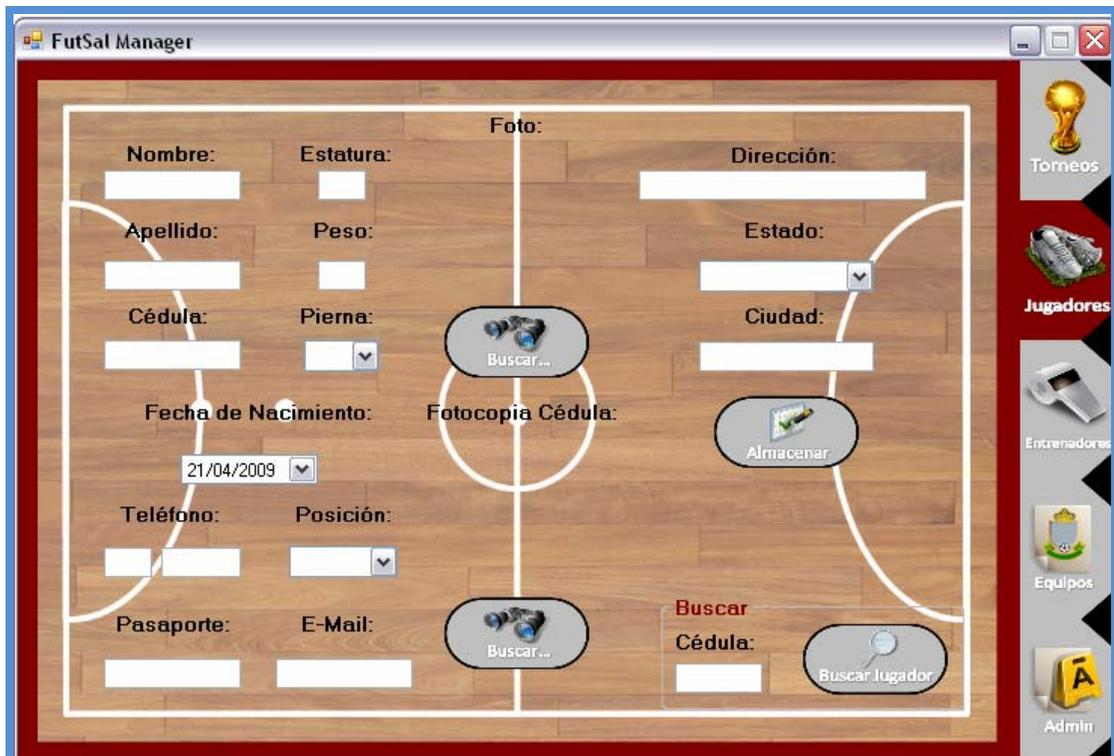 FutSal Manager
Foto:
Nombre: Estatura: Dirección:
Apellido: Peso: Estado:
Cédula: Pierna: Ciudad:
Buscar...
Fecha de Nacimiento: Fotocopia Cédula:
Almacenar
21/04/2009
Teléfono: Posición:
Pasaporte: E-Mail:
Buscar...
Buscar
Cédula:
Buscar Jugador
Torneos
Jugadores
Entrenadores
Equipos
Admin